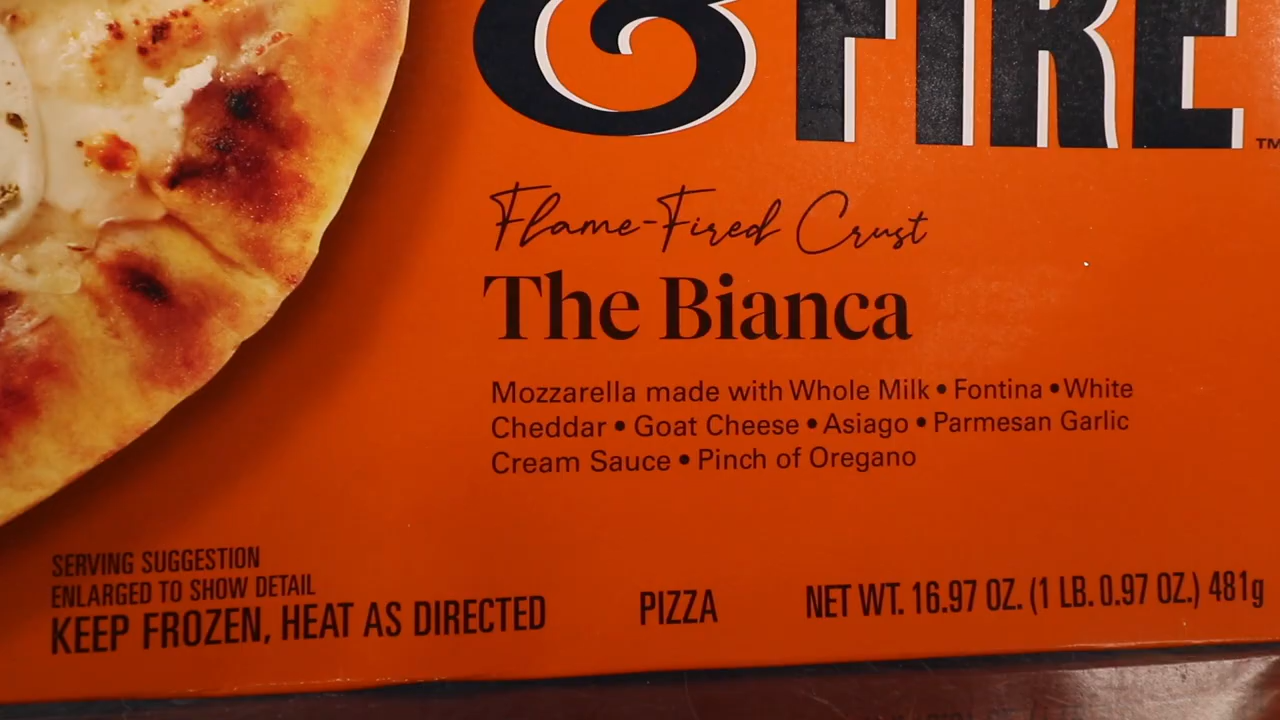 & FIRE™
Flame-Fired Crust
The Bianca
Mozzarella made with Whole Milk • Fontina • White
Cheddar • Goat Cheese • Asiago • Parmesan Garlic
Cream Sauce • Pinch of Oregano
SERVING SUGGESTION
ENLARGED TO SHOW DETAIL
KEEP FROZEN, HEAT AS DIRECTED
PIZZA
NET WT. 16.97 OZ. (1 LB. 0.97 OZ.) 481g